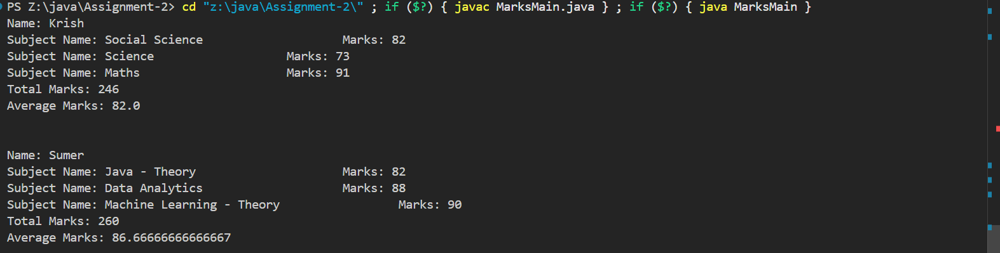 PS Z:\java\Assignment-2> cd "z:\java\Assignment-2\" ; if ($?) { javac MarksMain.java } ; if ($?) { java MarksMain }
Name: Krish
Subject Name: Social Science                    Marks: 82
Subject Name: Science                   Marks: 73
Subject Name: Maths                     Marks: 91
Total Marks: 246
Average Marks: 82.0
Name: Sumer
Subject Name: Java - Theory                     Marks: 82
Subject Name: Data Analytics                    Marks: 88
Subject Name: Machine Learning - Theory                 Marks: 90
Total Marks: 260
Average Marks: 86.66666666666667